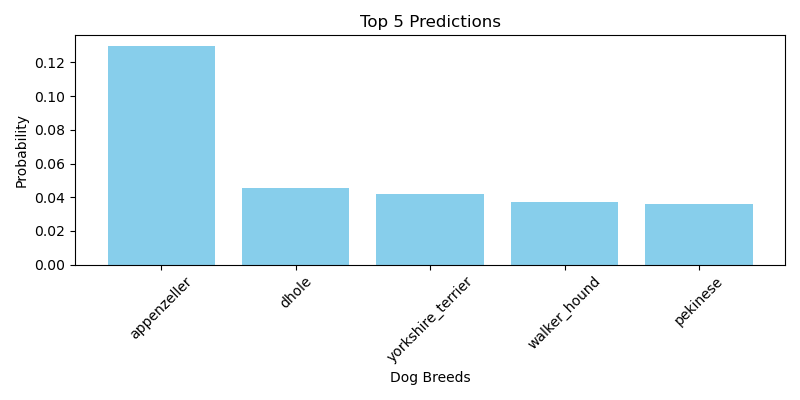 Top 5 Predictions
Probability
0.12
0.10
0.08
0.06
0.04
0.02
0.00
appenzeller
dhole
yorkshire_terrier
walker_hound
pekinese
Dog Breeds